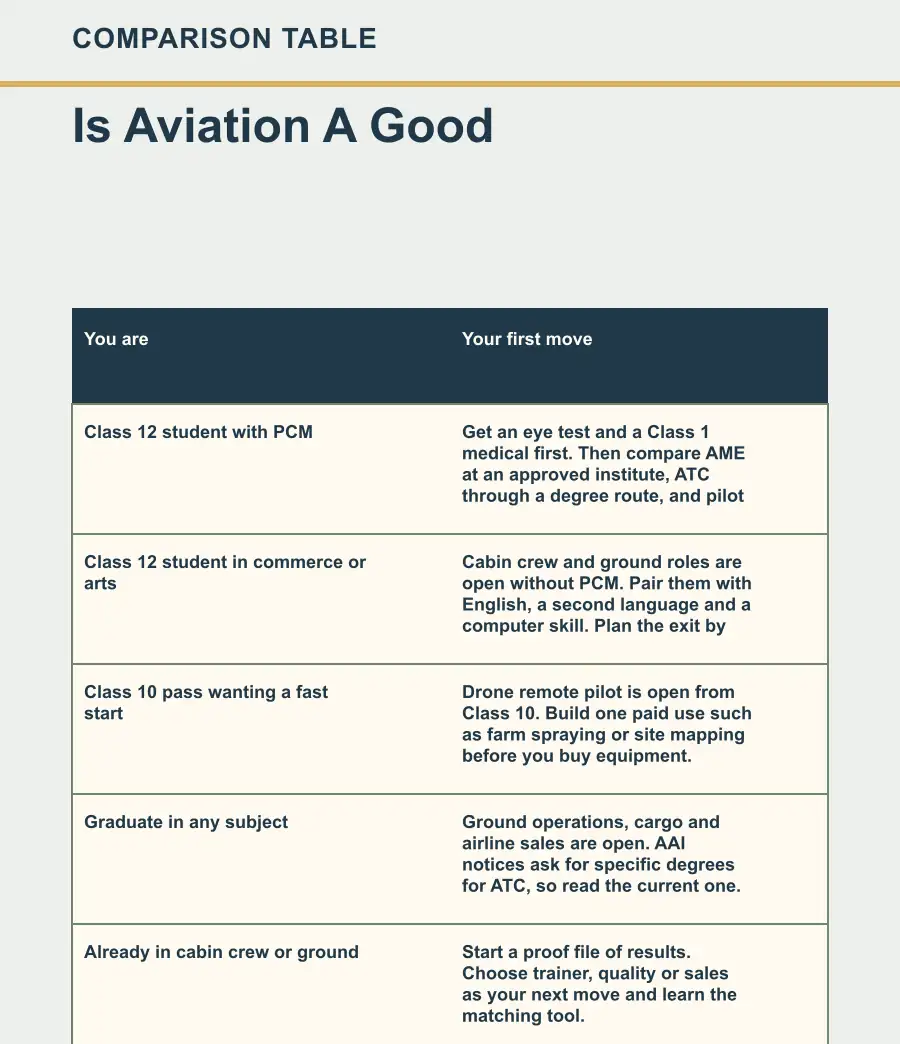 COMPARISON TABLE
Is Aviation A Good
You are
Your first move
Class 12 student with PCM
Get an eye test and a Class 1
medical first. Then compare AME
at an approved institute, ATC
through a degree route, and pilot
Class 12 student in commerce or
arts
Cabin crew and ground roles are
open without PCM. Pair them with
English, a second language and a
computer skill. Plan the exit by
Class 10 pass wanting a fast
start
Drone remote pilot is open from
Class 10. Build one paid use such
as farm spraying or site mapping
before you buy equipment.
Graduate in any subject
Ground operations, cargo and
airline sales are open. AAI
notices ask for specific degrees
for ATC, so read the current one.
Already in cabin crew or ground
Start a proof file of results.
Choose trainer, quality or sales
as your next move and learn the
matching tool.